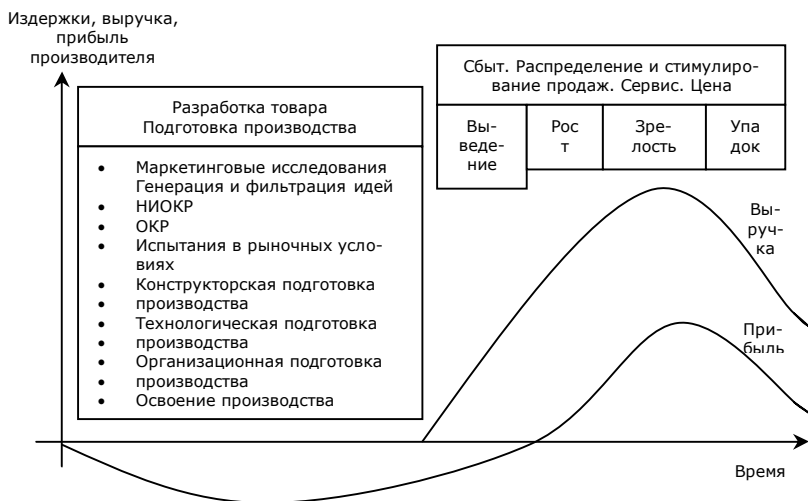 Издержки, выручка,
прибыль
производителя
Разработка товара
Подготовка производства
• Маркетинговые исследования
Генерация и фильтрация идей
• НИОКР
• ОКР
• Испытания в рыночных усло-
виях
• Конструкторская подготовка
• производства
• Технологическая подготовка
• производства
• Организационная подготовка
• производства
• Освоение производства
Сбыт. Распределение и стимулиро-
вание продаж. Сервис. Цена
Вы-
веде-
ние
Рос
т
Зре-
лость
Упа
док
Вы-
руч-
ка
При-
быль
Время